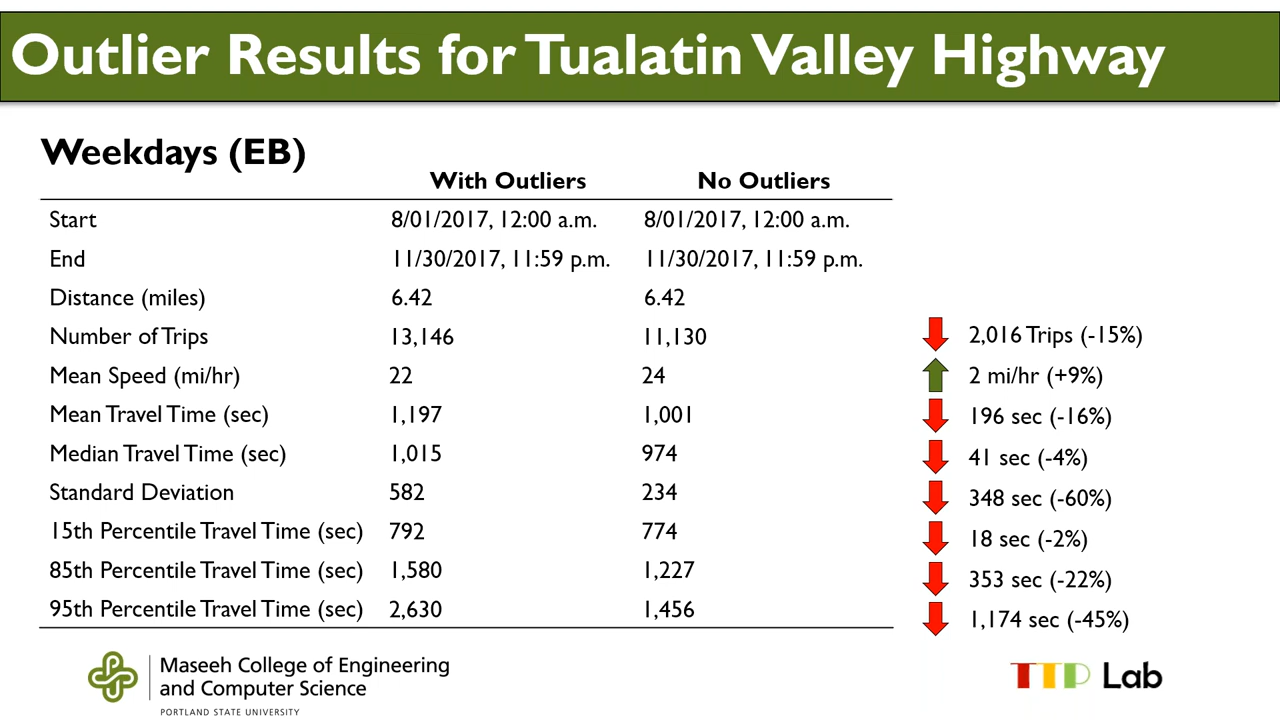 Outlier Results for Tualatin Valley Highway
Weekdays (EB)
With Outliers No Outliers
Start 8/01/2017, 12:00 a.m. 8/01/2017, 12:00 a.m.
End 11/30/2017, 11:59 p.m. 11/30/2017, 11:59 p.m.
Distance (miles) 6.42 6.42
Number of Trips 13,146 11,130 2,016 Trips (-15%)
Mean Speed (mi/hr) 22 24 2 mi/hr (+9%)
Mean Travel Time (sec) 1,197 1,001 196 sec (-16%)
Median Travel Time (sec) 1,015 974 41 sec (-4%)
Standard Deviation 582 234 348 sec (-60%)
15th Percentile Travel Time (sec) 792 774 18 sec (-2%)
85th Percentile Travel Time (sec) 1,580 1,227 353 sec (-22%)
95th Percentile Travel Time (sec) 2,630 1,456 1,174 sec (-45%)
Maseeh College of Engineering
and Computer Science
PORTLAND STATE UNIVERSITY
TTP Lab